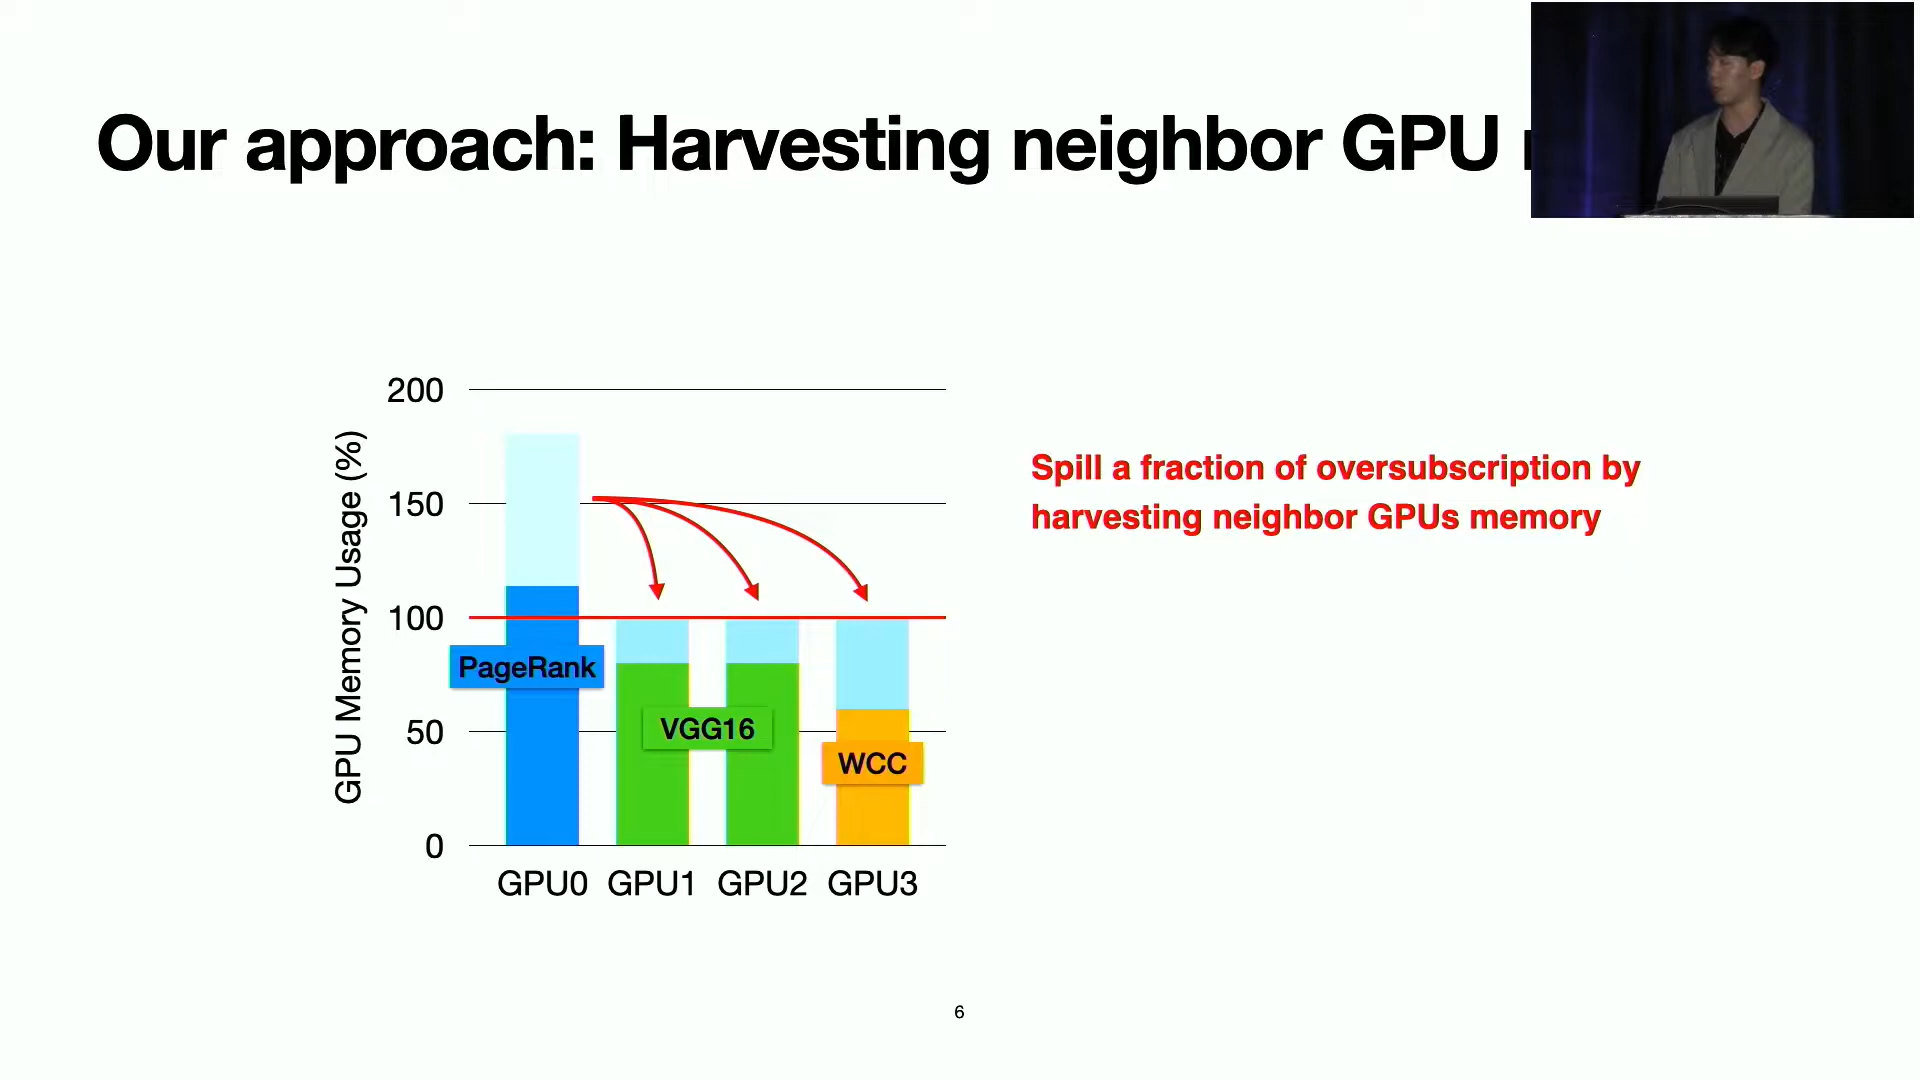 Our approach: Harvesting neighbor GPU
200
150
100
50
0
GPU Memory Usage (%)
PageRank
VGG16
WCC
GPU0 GPU1 GPU2 GPU3
Spill a fraction of oversubscription by
harvesting neighbor GPUs memory
6